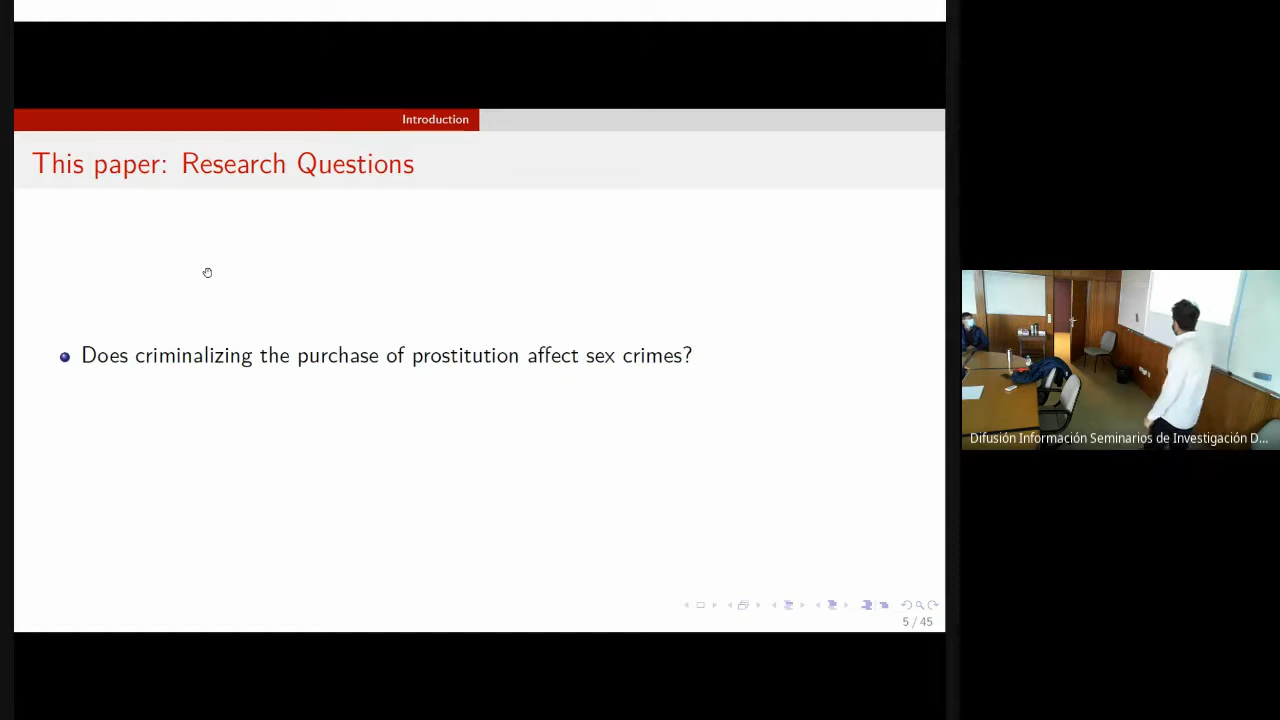 Introduction
This paper: Research Questions
Does criminalizing the purchase of prostitution affect sex crimes?
5 / 45
Difusión Información Seminarios de Investigación D...